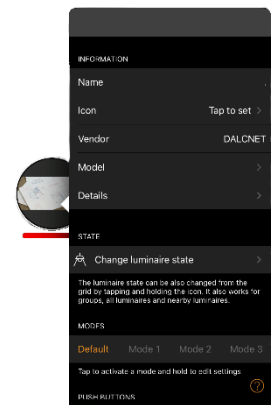 INFORMATION
Name
Icon Tap to set >
Vendor DALCNET
Model >
Details >
STATE
Change luminaire state >
The luminaire state can be also changed from the
grid by tapping and holding the icon. It also works for
groups, all luminaires and nearby luminaires.
MODES
Default Mode 1 Mode 2 Mode 3
Tap to activate a mode and hold to edit settings
?
PUSH BUTTONS